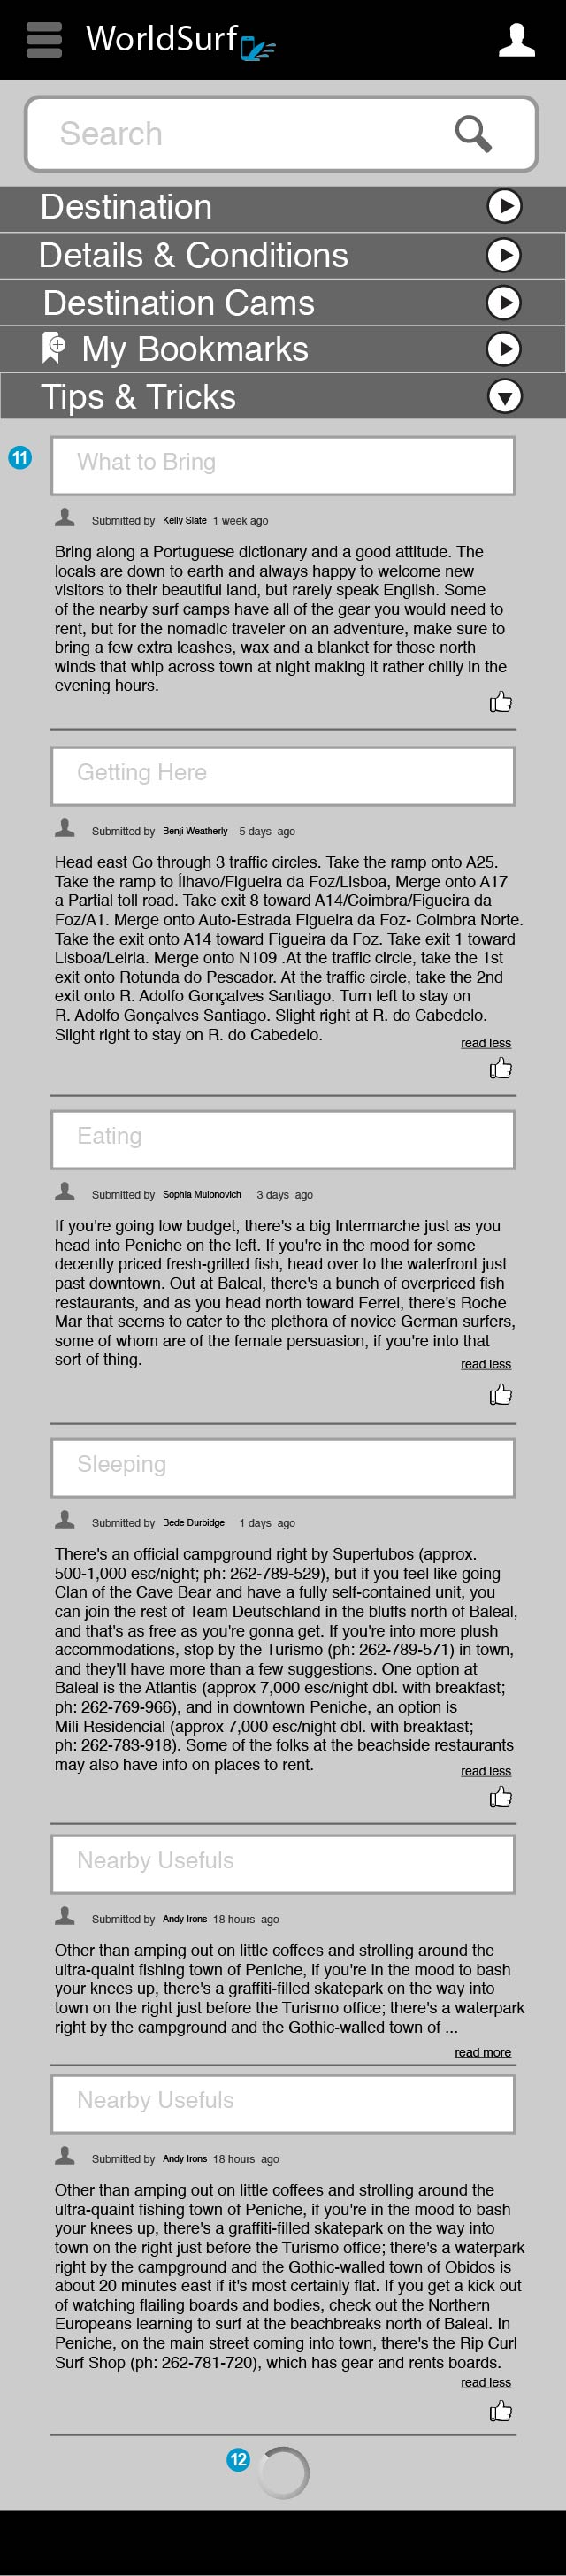 WorldSurf
Search
Destination
Details & Conditions
Destination Cams
My Bookmarks
Tips & Tricks
11
What to Bring
Submitted by Kelly Slate 1 week ago
Bring along a Portuguese dictionary and a good attitude. The
locals are down to earth and always happy to welcome new
visitors to their beautiful land, but rarely speak English. Some
of the nearby surf camps have all of the gear you would need to
rent, but for the nomadic traveler on an adventure, make sure to
bring a few extra leashes, wax and a blanket for those north
winds that whip across town at night making it rather chilly in the
evening hours.
Getting Here
Submitted by Benji Weatherly 5 days ago
Head east Go through 3 traffic circles. Take the ramp onto A25.
Take the ramp to Ílhavo/Figueira da Foz/Lisboa, Merge onto A17
a Partial toll road. Take exit 8 toward A14/Coimbra/Figueira da
Foz/A1. Merge onto Auto-Estrada Figueira da Foz- Coimbra Norte.
Take the exit onto A14 toward Figueira da Foz. Take exit 1 toward
Lisboa/Leiria. Merge onto N109 .At the traffic circle, take the 1st
exit onto Rotunda do Pescador. At the traffic circle, take the 2nd
exit onto R. Adolfo Gonçalves Santiago. Turn left to stay on
R. Adolfo Gonçalves Santiago. Slight right at R. do Cabedelo.
Slight right to stay on R. do Cabedelo.
read less
Eating
Submitted by Sophia Mulonovich 3 days ago
If you're going low budget, there's a big Intermarche just as you
head into Peniche on the left. If you're in the mood for some
decently priced fresh-grilled fish, head over to the waterfront just
past downtown. Out at Baleal, there's a bunch of overpriced fish
restaurants, and as you head north toward Ferrel, there's Roche
Mar that seems to cater to the plethora of novice German surfers,
some of whom are of the female persuasion, if you're into that
sort of thing.
read less
Sleeping
Submitted by Bede Durbidge 1 days ago
There's an official campground right by Supertubos (approx.
500-1,000 esc/night; ph: 262-789-529), but if you feel like going
Clan of the Cave Bear and have a fully self-contained unit, you
can join the rest of Team Deutschland in the bluffs north of Baleal,
and that's as free as you're gonna get. If you're into more plush
accommodations, stop by the Turismo (ph: 262-789-571) in town,
and they'll have more than a few suggestions. One option at
Baleal is the Atlantis (approx 7,000 esc/night dbl. with breakfast;
ph: 262-769-966), and in downtown Peniche, an option is
Mili Residencial (approx 7,000 esc/night dbl. with breakfast;
ph: 262-783-918). Some of the folks at the beachside restaurants
may also have info on places to rent.
read less
Nearby Usefuls
Submitted by Andy Irons 18 hours ago
Other than amping out on little coffees and strolling around the
ultra-quaint fishing town of Peniche, if you're in the mood to bash
your knees up, there's a graffiti-filled skatepark on the way into
town on the right just before the Turismo office; there's a waterpark
right by the campground and the Gothic-walled town of ...
read more
Nearby Usefuls
Submitted by Andy Irons 18 hours ago
Other than amping out on little coffees and strolling around the
ultra-quaint fishing town of Peniche, if you're in the mood to bash
your knees up, there's a graffiti-filled skatepark on the way into
town on the right just before the Turismo office; there's a waterpark
right by the campground and the Gothic-walled town of Obidos is
about 20 minutes east if it's most certainly flat. If you get a kick out
of watching flailing boards and bodies, check out the Northern
Europeans learning to surf at the beachbreaks north of Baleal. In
Peniche, on the main street coming into town, there's the Rip Curl
Surf Shop (ph: 262-781-720), which has gear and rents boards.
read less
12